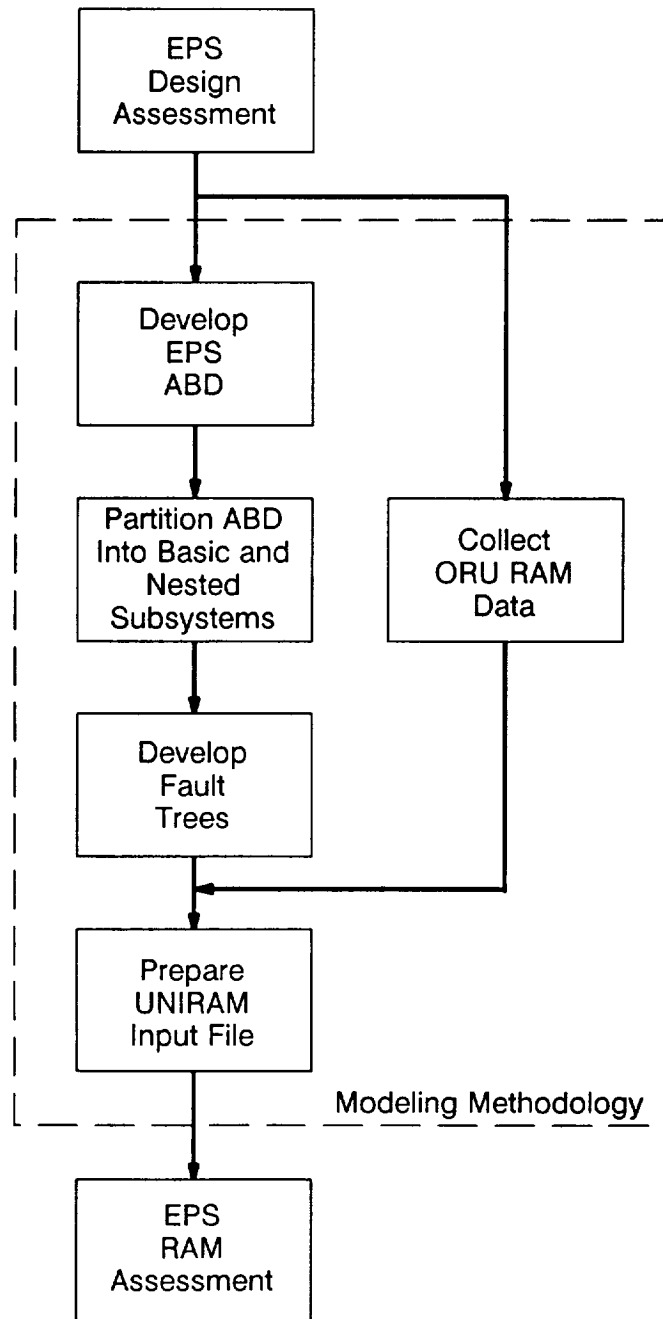 EPS
Design
Assessment
Develop
EPS
ABD
Partition ABD
Into Basic and
Nested
Subsystems
Collect
ORU RAM
Data
Develop
Fault
Trees
Prepare
UNIRAM
Input File
Modeling Methodology
EPS
RAM
Assessment